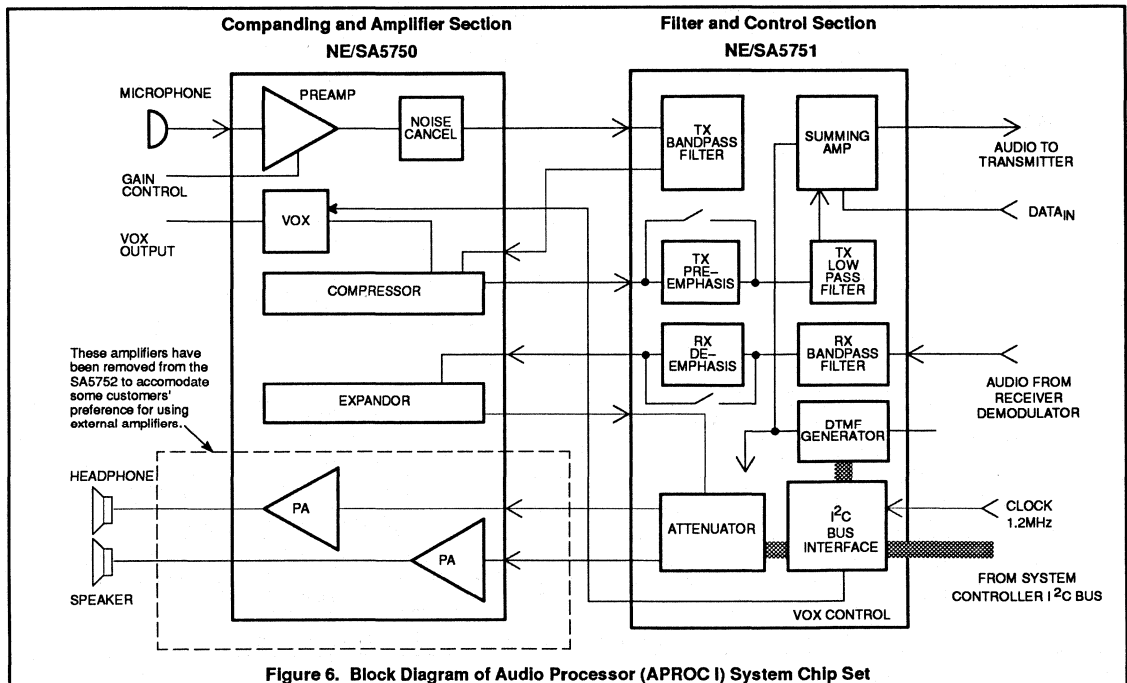 Companding and Amplifier Section
NE/SA5750
Filter and Control Section
NE/SA5751
MICROPHONE
PREAMP
NOISE
CANCEL
GAIN
CONTROL
VOX
VOX
OUTPUT
COMPRESSOR
TX
BANDPASS
FILTER
SUMMING
AMP
AUDIO TO
TRANSMITTER
DATAIN
TX
PRE-
EMPHASIS
TX
LOW
PASS
FILTER
These amplifiers have
been removed from the
SA5752 to accomodate
some customers'
preference for using
external amplifiers.
EXPANDOR
RX
DE-
EMPHASIS
RX
BANDPASS
FILTER
AUDIO FROM
RECEIVER
DEMODULATOR
DTMF
GENERATOR
HEADPHONE
PA
PA
SPEAKER
ATTENUATOR
I2C
BUS
INTERFACE
CLOCK
1.2MHz
FROM SYSTEM
CONTROLLER I2C BUS
VOX CONTROL
Figure 6. Block Diagram of Audio Processor (APROC I) System Chip Set